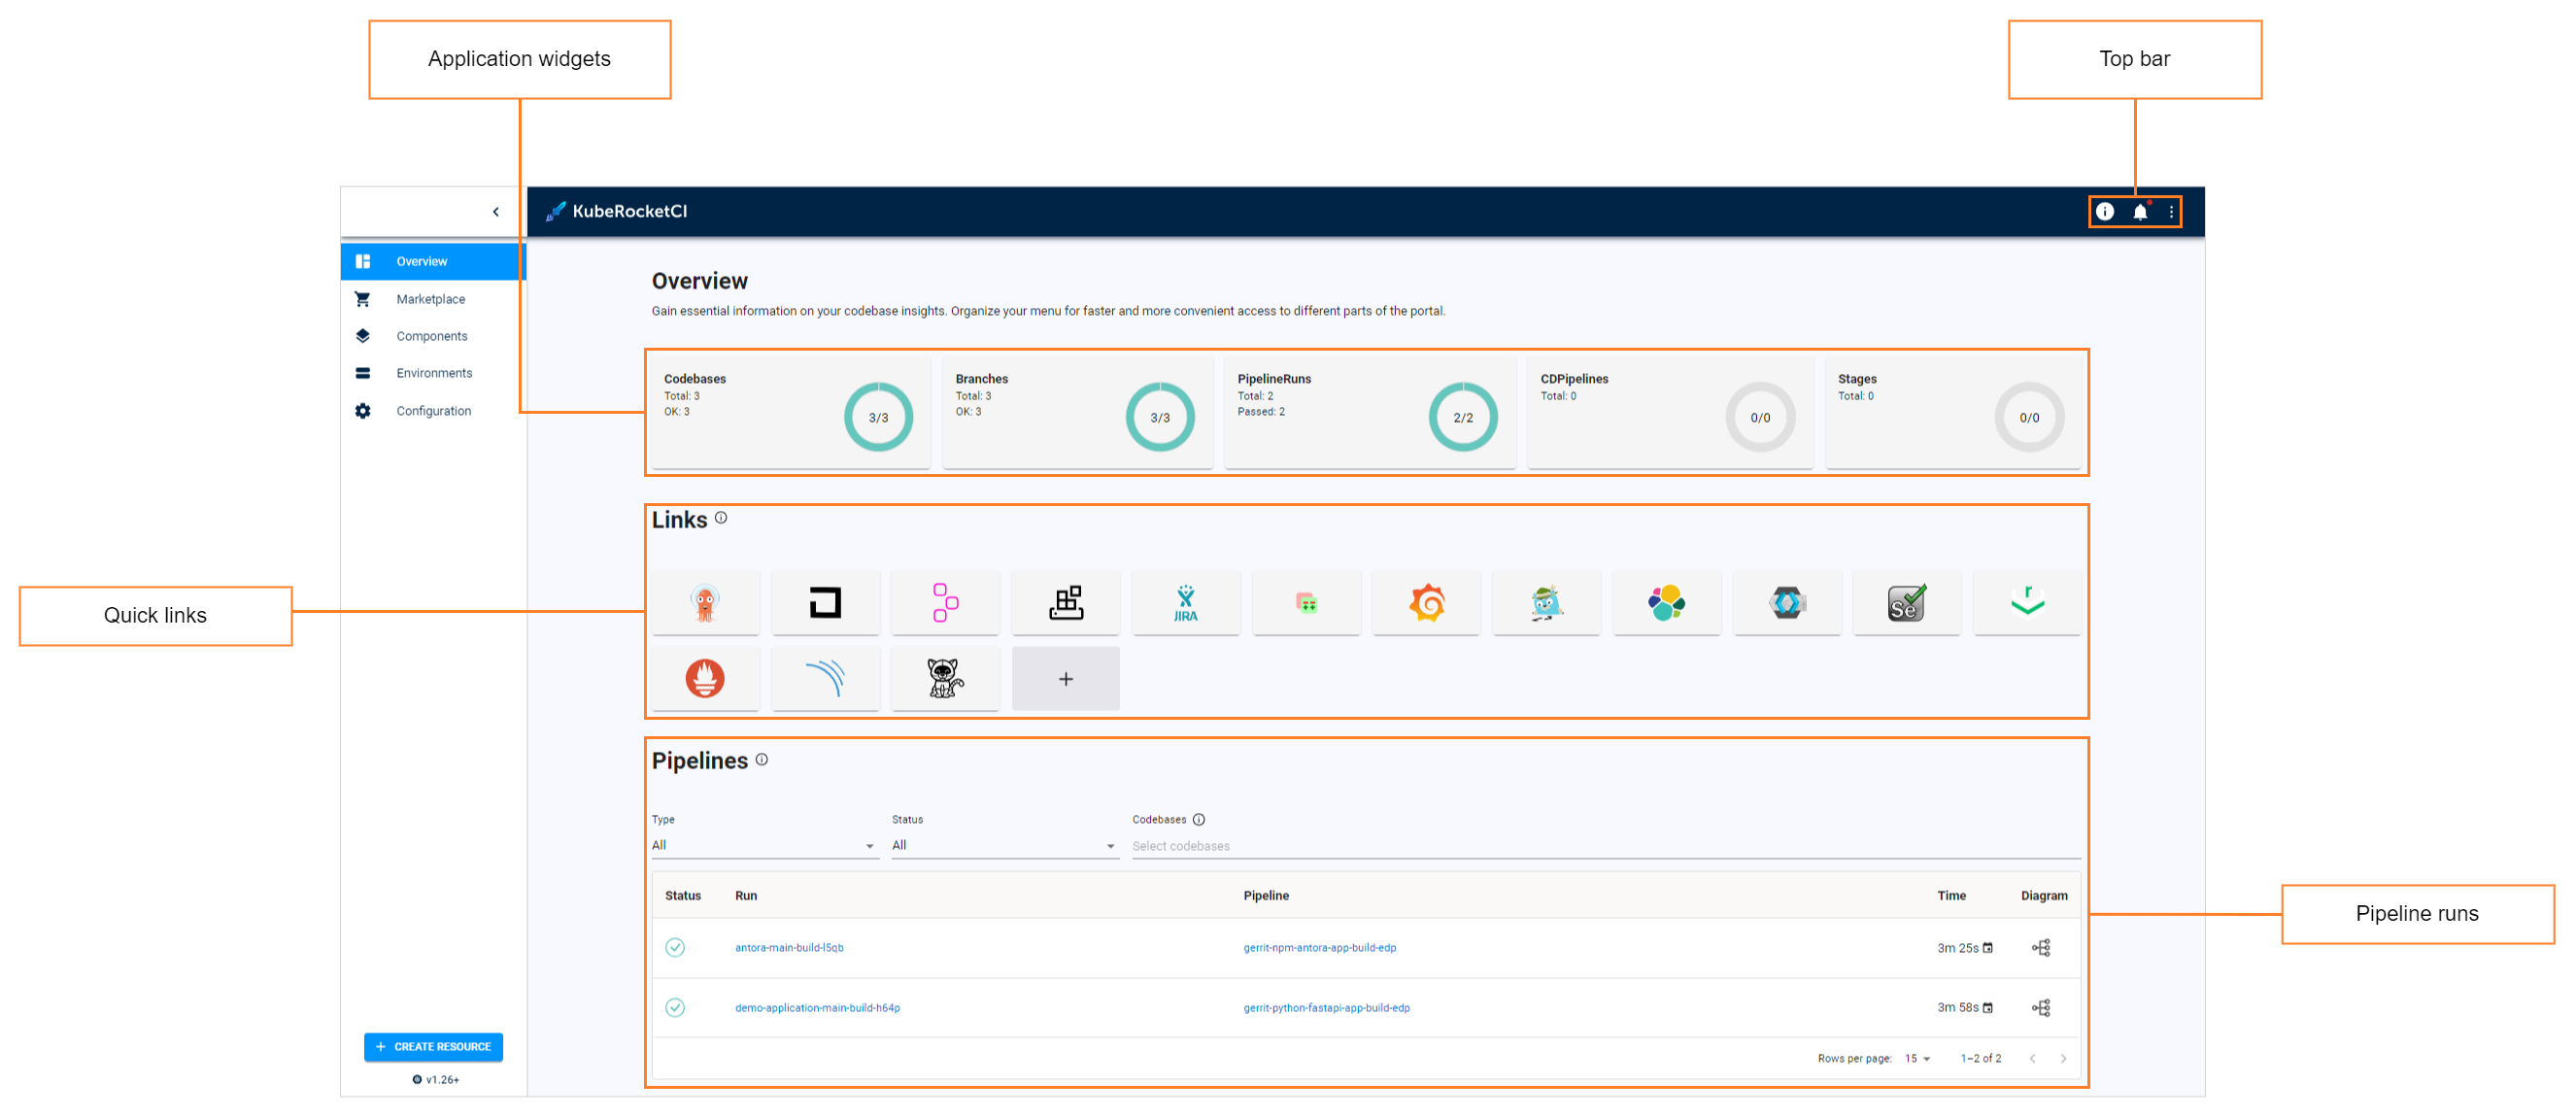 Application widgets
Top bar
KubeRocketCI
Overview
Marketplace
Components
Environments
Configuration
Overview
Gain essential information on your codebase insights. Organize your menu for faster and more convenient access to different parts of the portal.
Codebases
Total: 3
OK: 3
3/3
Branches
Total: 3
OK: 3
3/3
PipelineRuns
Total: 2
Passed: 2
2/2
CDPipelines
Total: 0
0/0
Stages
Total: 0
0/0
Links
Quick links
JIRA
Se
r
Pipelines
Type
All
Status
All
Codebases
Select codebases
Status Run Pipeline Time Diagram
antora-main-build-l5qb gerrit-npm-antora-app-build-edp 3m 25s
demo-application-main-build-h64p gerrit-python-fastapi-app-build-edp 3m 58s
Rows per page: 15 1–2 of 2
Pipeline runs
+ CREATE RESOURCE
v1.26+